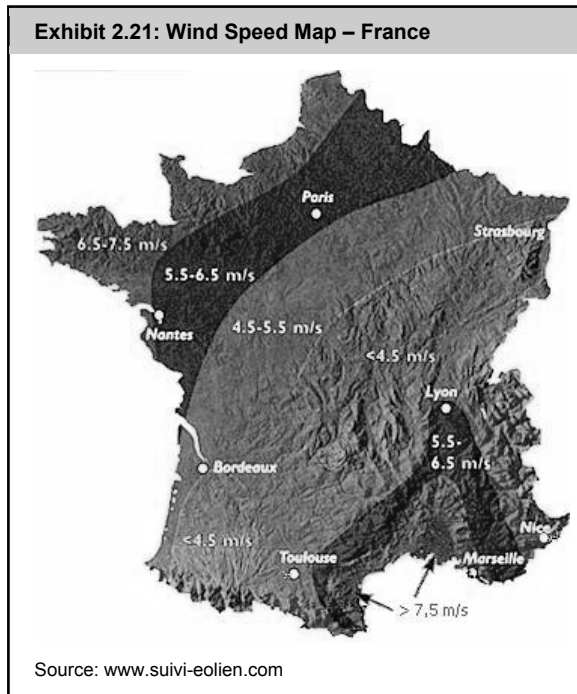 Exhibit 2.21: Wind Speed Map – France
Paris
6.5-7.5 m/s
Strasbourg
5.5-6.5 m/s
Nantes
4.5-5.5 m/s
<4.5 m/s
Lyon
5.5-
6.5 m/s
Bordeaux
Nice
<4.5 m/s
Toulouse
Marseille
> 7,5 m/s
Source: www.suivi-eolien.com